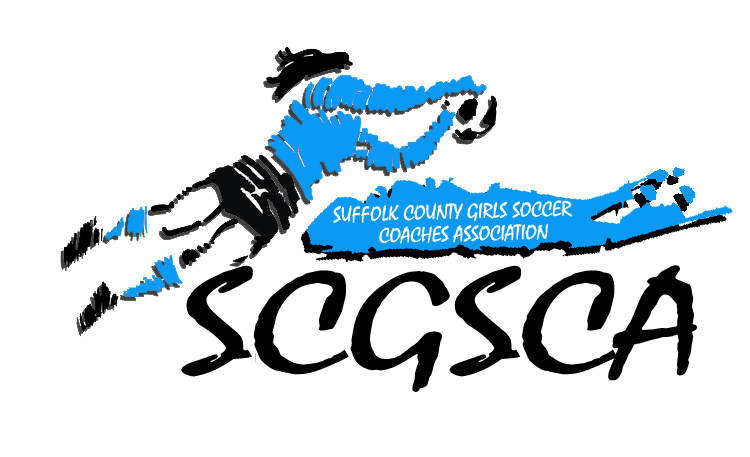 SUFFOLK COUNTY GIRLS SOCCER
COACHES ASSOCIATION
SCGSCA